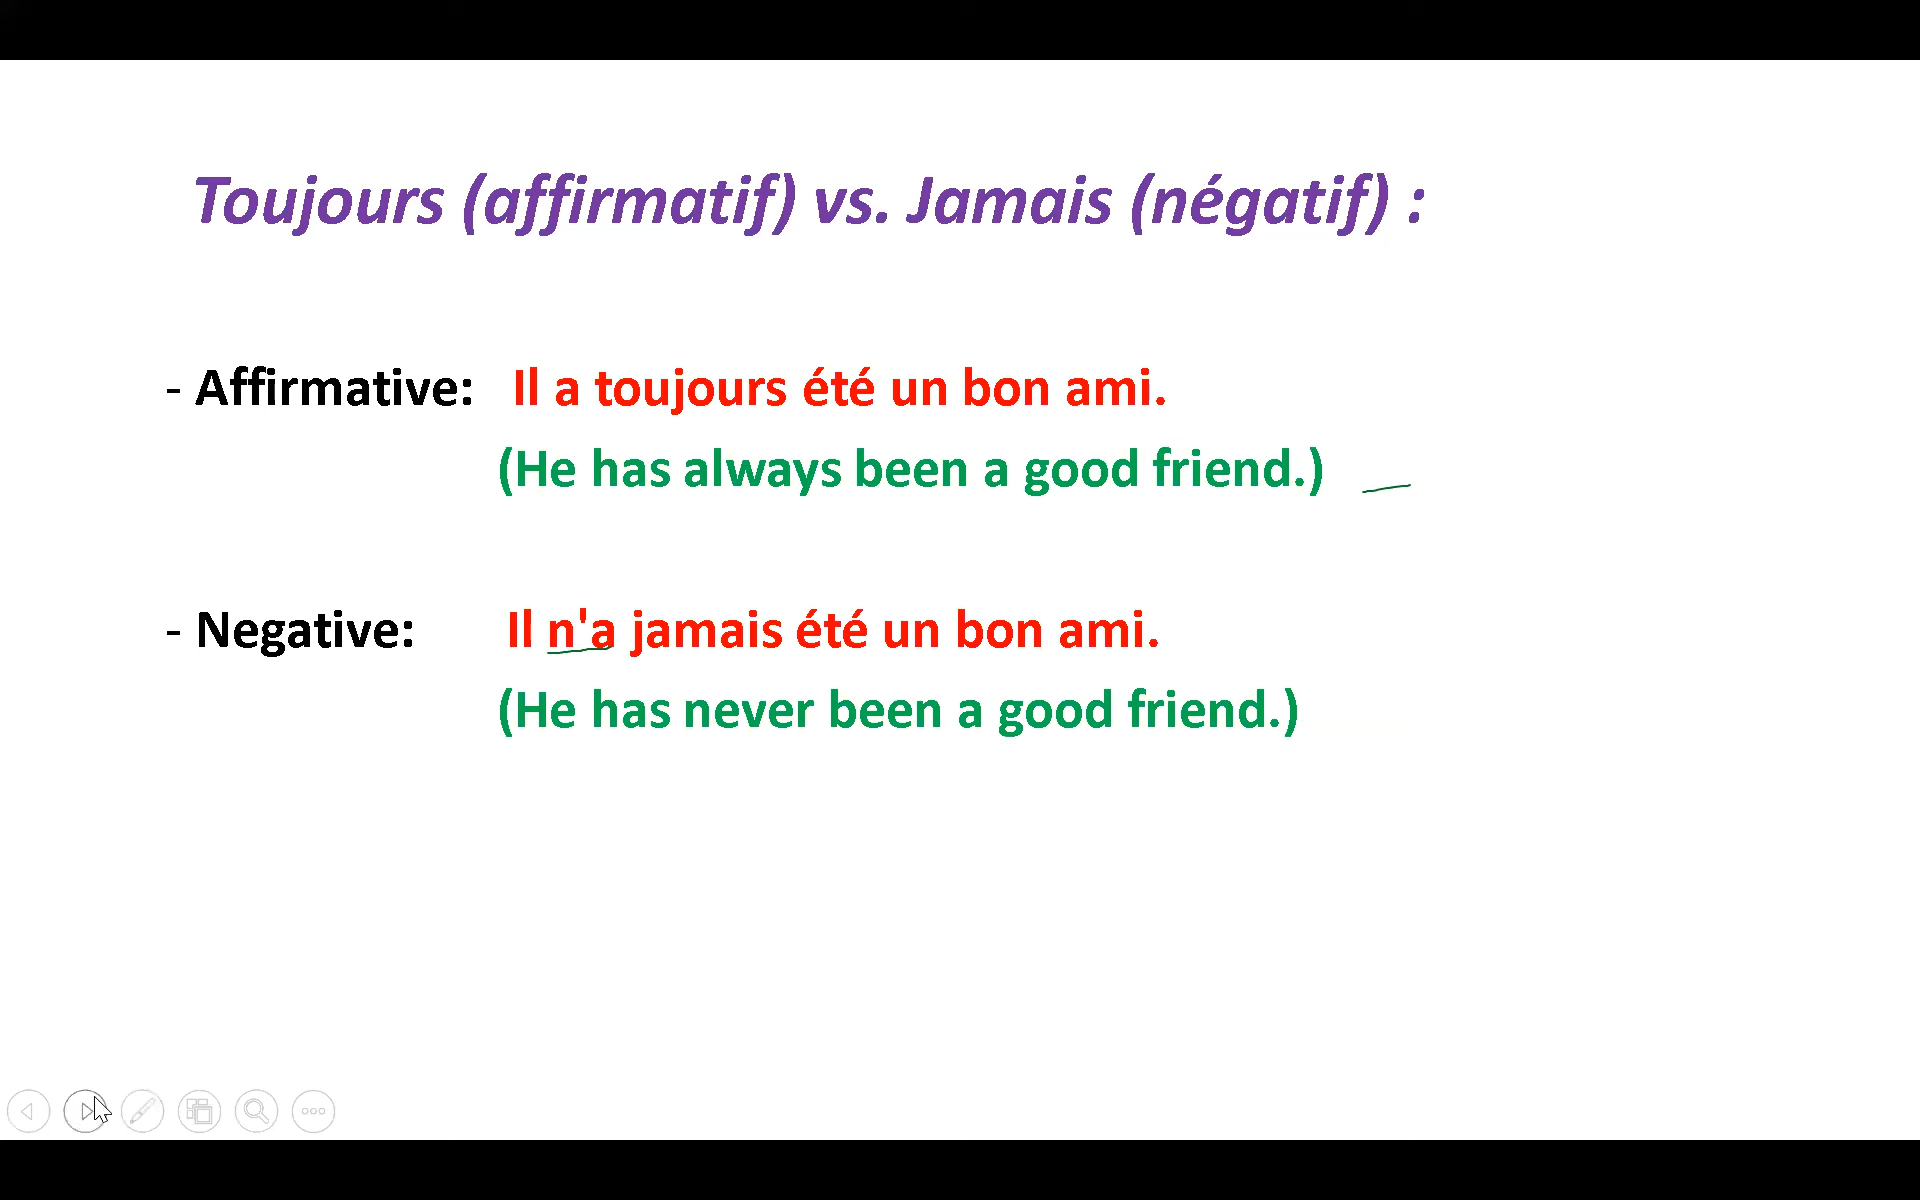 Toujours (affirmatif) vs. Jamais (négatif) :
- Affirmative: Il a toujours été un bon ami.
(He has always been a good friend.)
- Negative: Il n'a jamais été un bon ami.
(He has never been a good friend.)